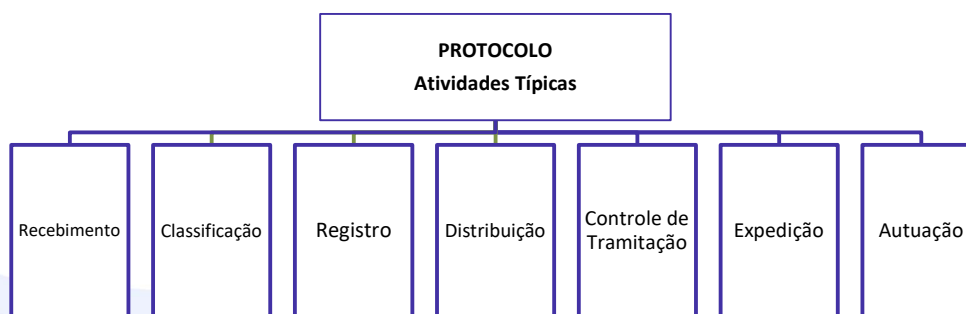 PROTOCOLO
Atividades Típicas
Recebimento
Classificação
Registro
Distribuição
Controle de
Tramitação
Expedição
Autuação